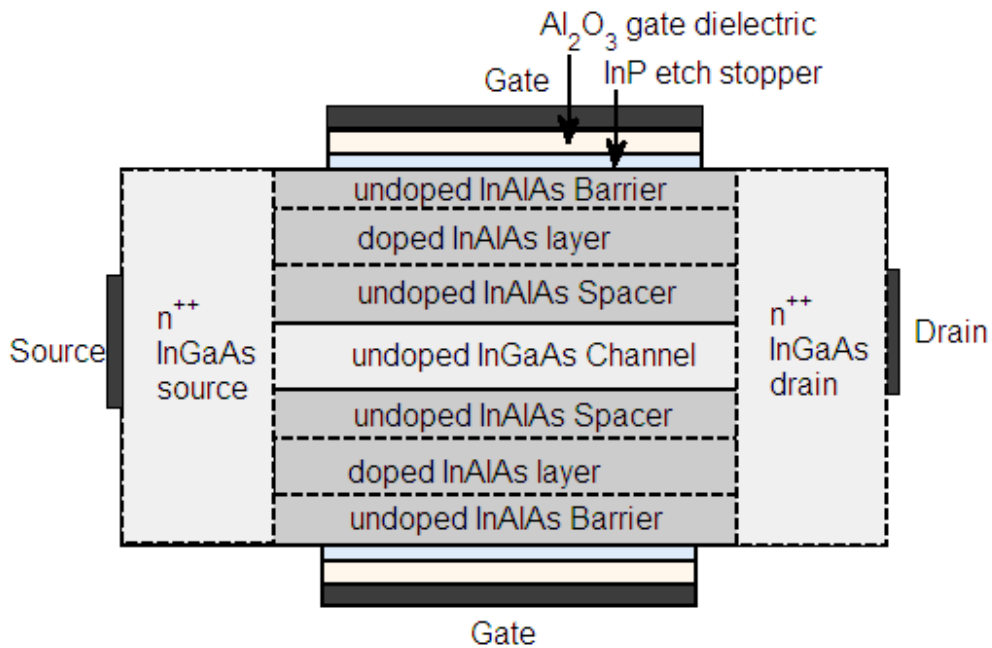 Al₂O₃ gate dielectric
Gate
InP etch stopper
undoped InAlAs Barrier
doped InAlAs layer
undoped InAlAs Spacer
n⁺⁺
InGaAs
source
Source
undoped InGaAs Channel
n⁺⁺
InGaAs
drain
Drain
undoped InAlAs Spacer
doped InAlAs layer
undoped InAlAs Barrier
Gate